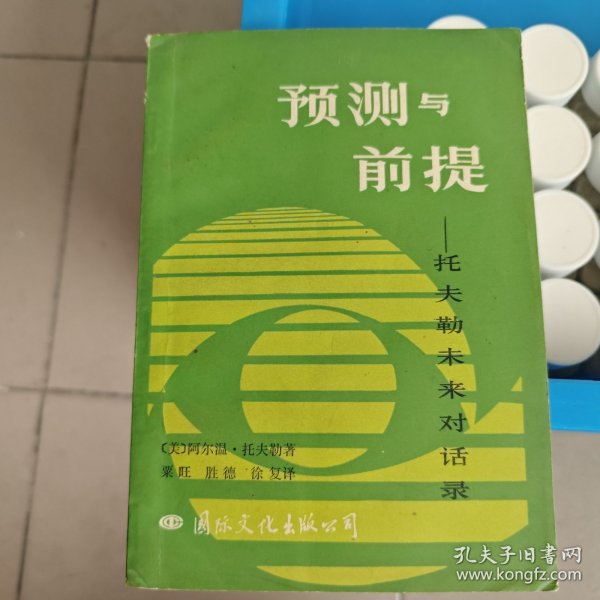 预测与
前提
——托夫勒未来对话录
〔美〕阿尔温·托夫勒著
粟旺 胜德 徐复译
国际文化出版公司
孔夫子旧书网
www.kongfz.com